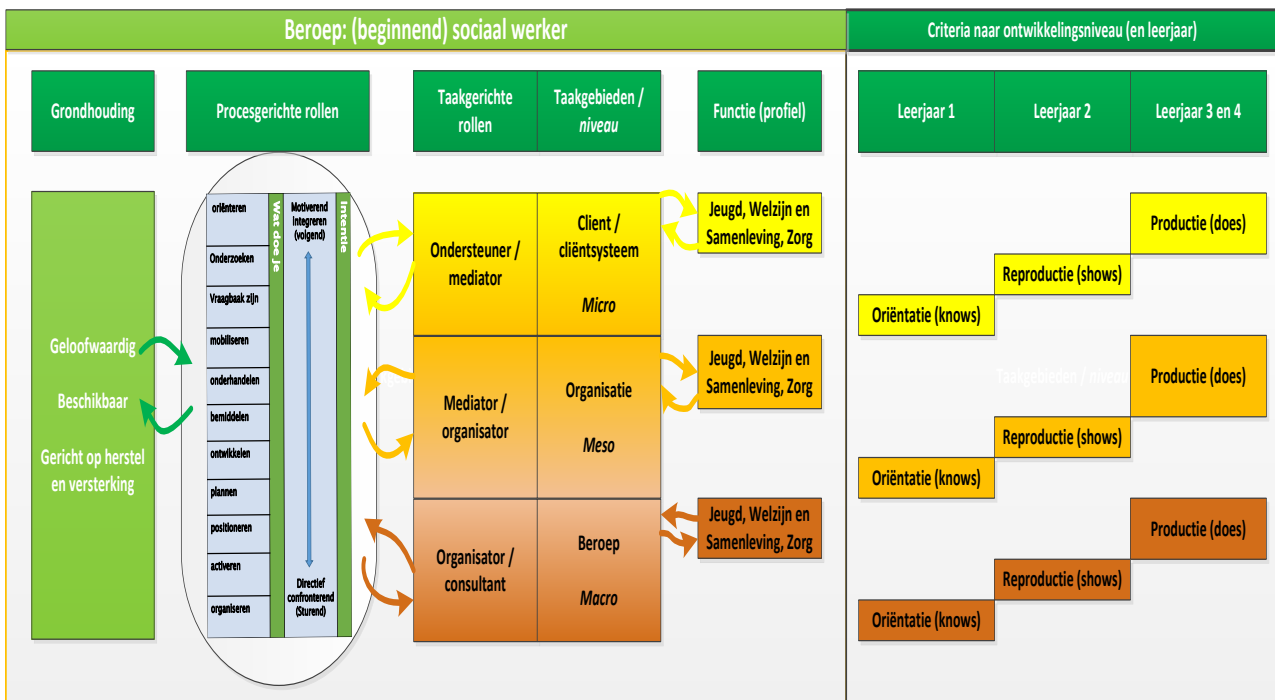 Beroep: (beginnend) sociaal werker
Criteria naar ontwikkelingsniveau (en leerjaar)
Grondhouding
Procesgerichte rollen
Taakgerichte
rollen
Taakgebieden /
niveau
Functie (profiel)
Leerjaar 1
Leerjaar 2
Leerjaar 3 en 4
Geloofwaardig
Beschikbaar
Gericht op herstel
en versterking
oriënteren
Onderzoeken
Vraagbaak zijn
mobiliseren
onderhandelen
bemiddelen
ontwikkelen
plannen
positioneren
activeren
organiseren
Wat doe je
Motiverend
Integreren
(volgend)
Directief
confronterend
(Sturend)
Intentie
Ondersteuner /
mediator
Client /
cliëntsysteem
Micro
Jeugd, Welzijn en
Samenleving, Zorg
Mediator /
organisator
Organisatie
Meso
Jeugd, Welzijn en
Samenleving, Zorg
Organisator /
consultant
Beroep
Macro
Jeugd, Welzijn en
Samenleving, Zorg
Productie (does)
Reproductie (shows)
Oriëntatie (knows)
Taakgebieden / niveau
Productie (does)
Reproductie (shows)
Oriëntatie (knows)
Productie (does)
Reproductie (shows)
Oriëntatie (knows)